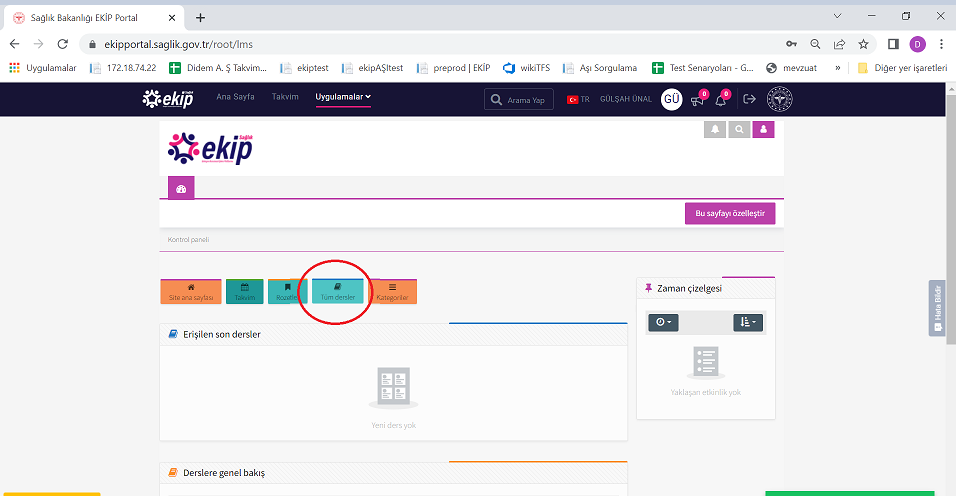 Sağlık Bakanlığı EKİP Portal
ekipportal.saglik.gov.tr/root/lms
D
Uygulamalar 172.18.74.22 Didem A. Ş Takvim... ekiptest ekipAŞItest preprod | EKİP wikiTFS Aşı Sorgulama Test Senaryoları - G... mevzuat » Diğer yer işaretleri
ekip Ana Sayfa Takvim Uygulamalar Arama Yap TR GÜLŞAH ÜNAL GÜ 0 0
Sağlık
ekip
Bu sayfayı özelleştir
Kontrol paneli
Site ana sayfası Takvim Rozetle Tüm dersler Kategoriler
Zaman çizelgesi
Hata Bildir
Erişilen son dersler
Yaklaşan etkinlik yok
Yeni ders yok
Derslere genel bakış